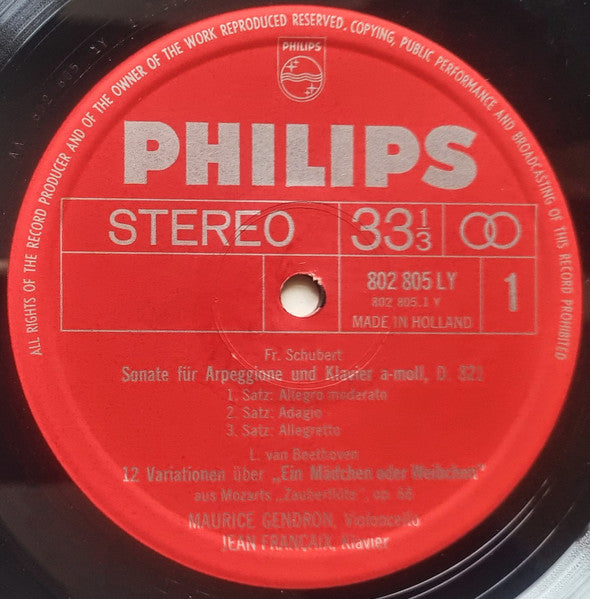 ALL RIGHTS OF THE RECORD PRODUCER AND OF THE OWNER OF THE WORK REPRODUCED RESERVED. COPYING, PUBLIC PERFORMANCE AND BROADCASTING OF THIS RECORD PROHIBITED
PHILIPS
PHILIPS
STEREO
33⅓
802 805 LY
802 805.1 Y
1
MADE IN HOLLAND
Fr. Schubert
Sonate für Arpeggione und Klavier a-moll, D. 821
1. Satz: Allegro moderato
2. Satz: Adagio
3. Satz: Allegretto
L. van Beethoven
12 Variationen über „Ein Mädchen oder Weibchen"
aus Mozarts „Zauberflöte", op. 66
MAURICE GENDRON, Violoncello
JEAN FRANÇAIX, Klavier